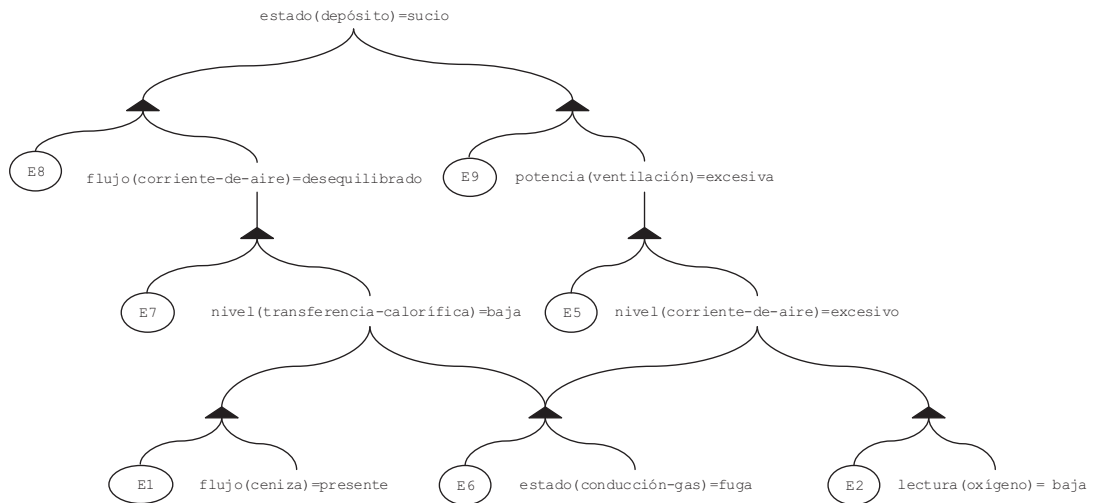 estado(depósito)=sucio
E8
flujo(corriente-de-aire)=desequilibrado
E9
potencia(ventilación)=excesiva
E7
nivel(transferencia-calorífica)=baja
E5
nivel(corriente-de-aire)=excesivo
E1
flujo(ceniza)=presente
E6
estado(conducción-gas)=fuga
E2
lectura(oxígeno)= baja